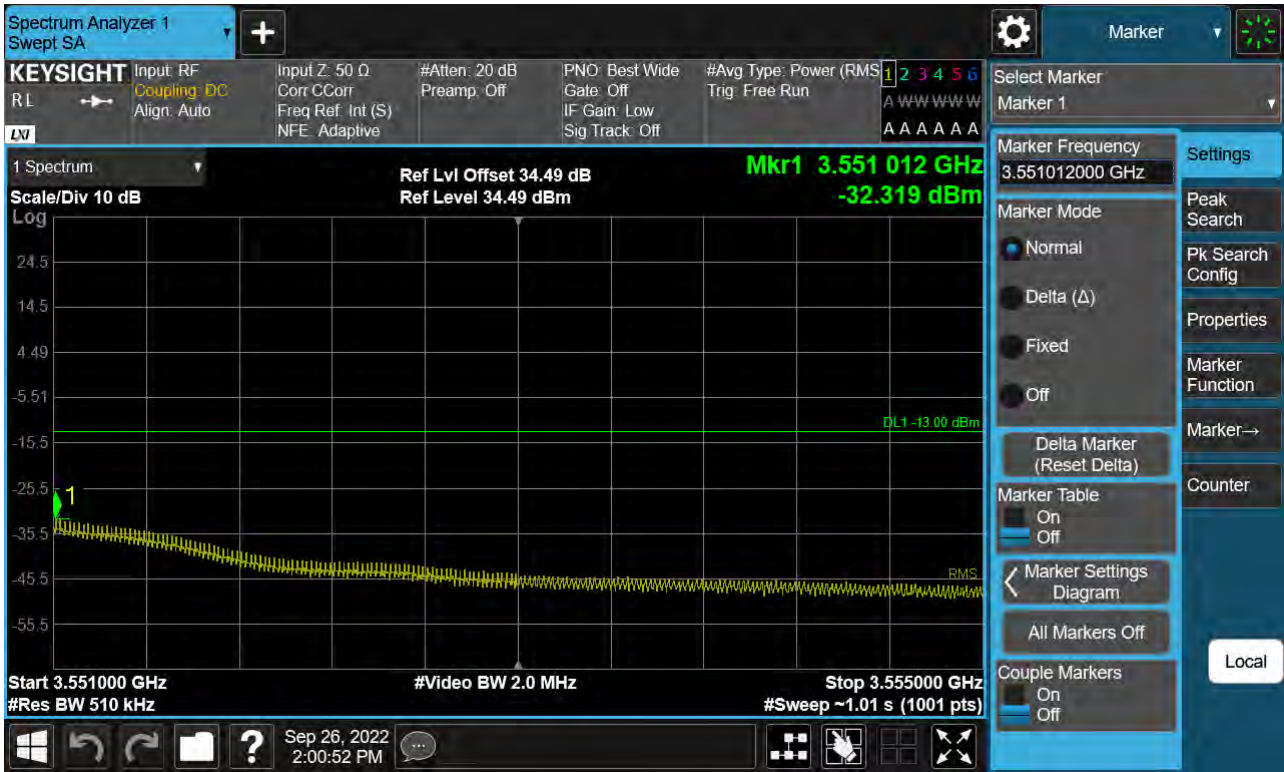 Spectrum Analyzer 1
Swept SA
+
Marker
KEYSIGHT
RL
LXI
Input: RF
Coupling: DC
Align: Auto
Input Z: 50 Ω
Corr CCorr
Freq Ref: Int (S)
NFE: Adaptive
#Atten: 20 dB
Preamp: Off
PNO: Best Wide
Gate: Off
IF Gain: Low
Sig Track: Off
#Avg Type: Power (RMS
Trig: Free Run
1 2 3 4 5 6
A W W W W W
A A A A A A
Select Marker
Marker 1
1 Spectrum
Scale/Div 10 dB
Log
Ref Lvl Offset 34.49 dB
Ref Level 34.49 dBm
Mkr1 3.551 012 GHz
-32.319 dBm
24.5
14.5
4.49
-5.51
-15.5
-25.5
-35.5
-45.5
-55.5
DL1 -13.00 dBm
1
RMS
Start 3.551000 GHz
#Res BW 510 kHz
#Video BW 2.0 MHz
Stop 3.555000 GHz
#Sweep ~1.01 s (1001 pts)
Marker Frequency
3.551012000 GHz
Marker Mode
Normal
Delta (Δ)
Fixed
Off
Delta Marker
(Reset Delta)
Marker Table
On
Off
Marker Settings
Diagram
All Markers Off
Couple Markers
On
Off
Settings
Peak
Search
Pk Search
Config
Properties
Marker
Function
Marker→
Counter
Local
?
Sep 26, 2022
2:00:52 PM